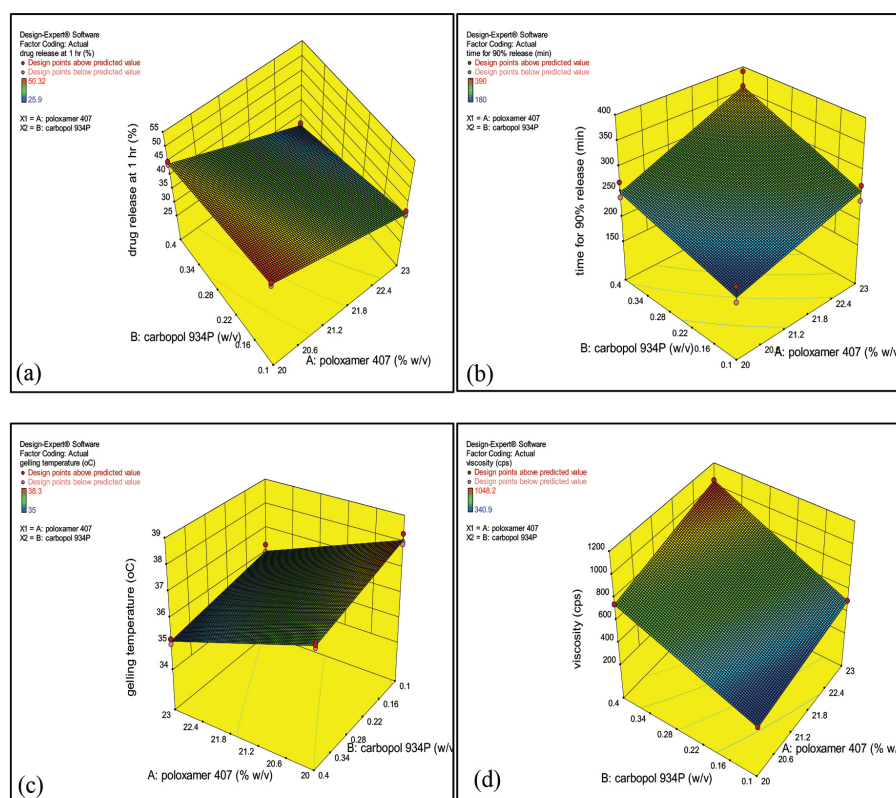 Design-Expert® Software
Factor Coding: Actual
drug release at 1 hr (%)
Design points above predicted value
Design points below predicted value
50.32
25.9
X1 = A: poloxamer 407
X2 = B: carbopol 934P
drug release at 1 hr (%)
55
50
45
40
35
30
25
0.4
0.34
0.28
0.22
0.16
0.1
B: carbopol 934P (w/v)
20
20.6
21.2
21.8
22.4
23
A: poloxamer 407 (% w/v)
(a)
Design-Expert® Software
Factor Coding: Actual
time for 90% release (min)
Design points above predicted value
Design points below predicted value
390
180
X1 = A: poloxamer 407
X2 = B: carbopol 934P
time for 90% release (min)
400
350
300
250
200
150
0.4
0.34
0.28
0.22
0.16
0.1
B: carbopol 934P (w/v)
20
21.2
21.8
22.4
23
A: poloxamer 407 (% w/v
(b)
Design-Expert® Software
Factor Coding: Actual
gelling temperature (oC)
Design points above predicted value
Design points below predicted value
38.3
35
X1 = A: poloxamer 407
X2 = B: carbopol 934P
gelling temperature (oC)
39
38
37
36
35
34
23
22.4
21.8
21.2
20.6
20
A: poloxamer 407 (% w/v)
0.4
0.34
0.28
0.22
0.16
0.1
B: carbopol 934P (w/v
(c)
Design-Expert® Software
Factor Coding: Actual
viscosity (cps)
Design points above predicted value
Design points below predicted value
1048.2
340.9
X1 = A: poloxamer 407
X2 = B: carbopol 934P
viscosity (cps)
1200
1000
800
600
400
200
0.4
0.34
0.28
0.22
0.16
0.1
B: carbopol 934P (w/v)
20
20.6
21.2
21.8
22.4
23
A: poloxamer 407 (% w/
(d)